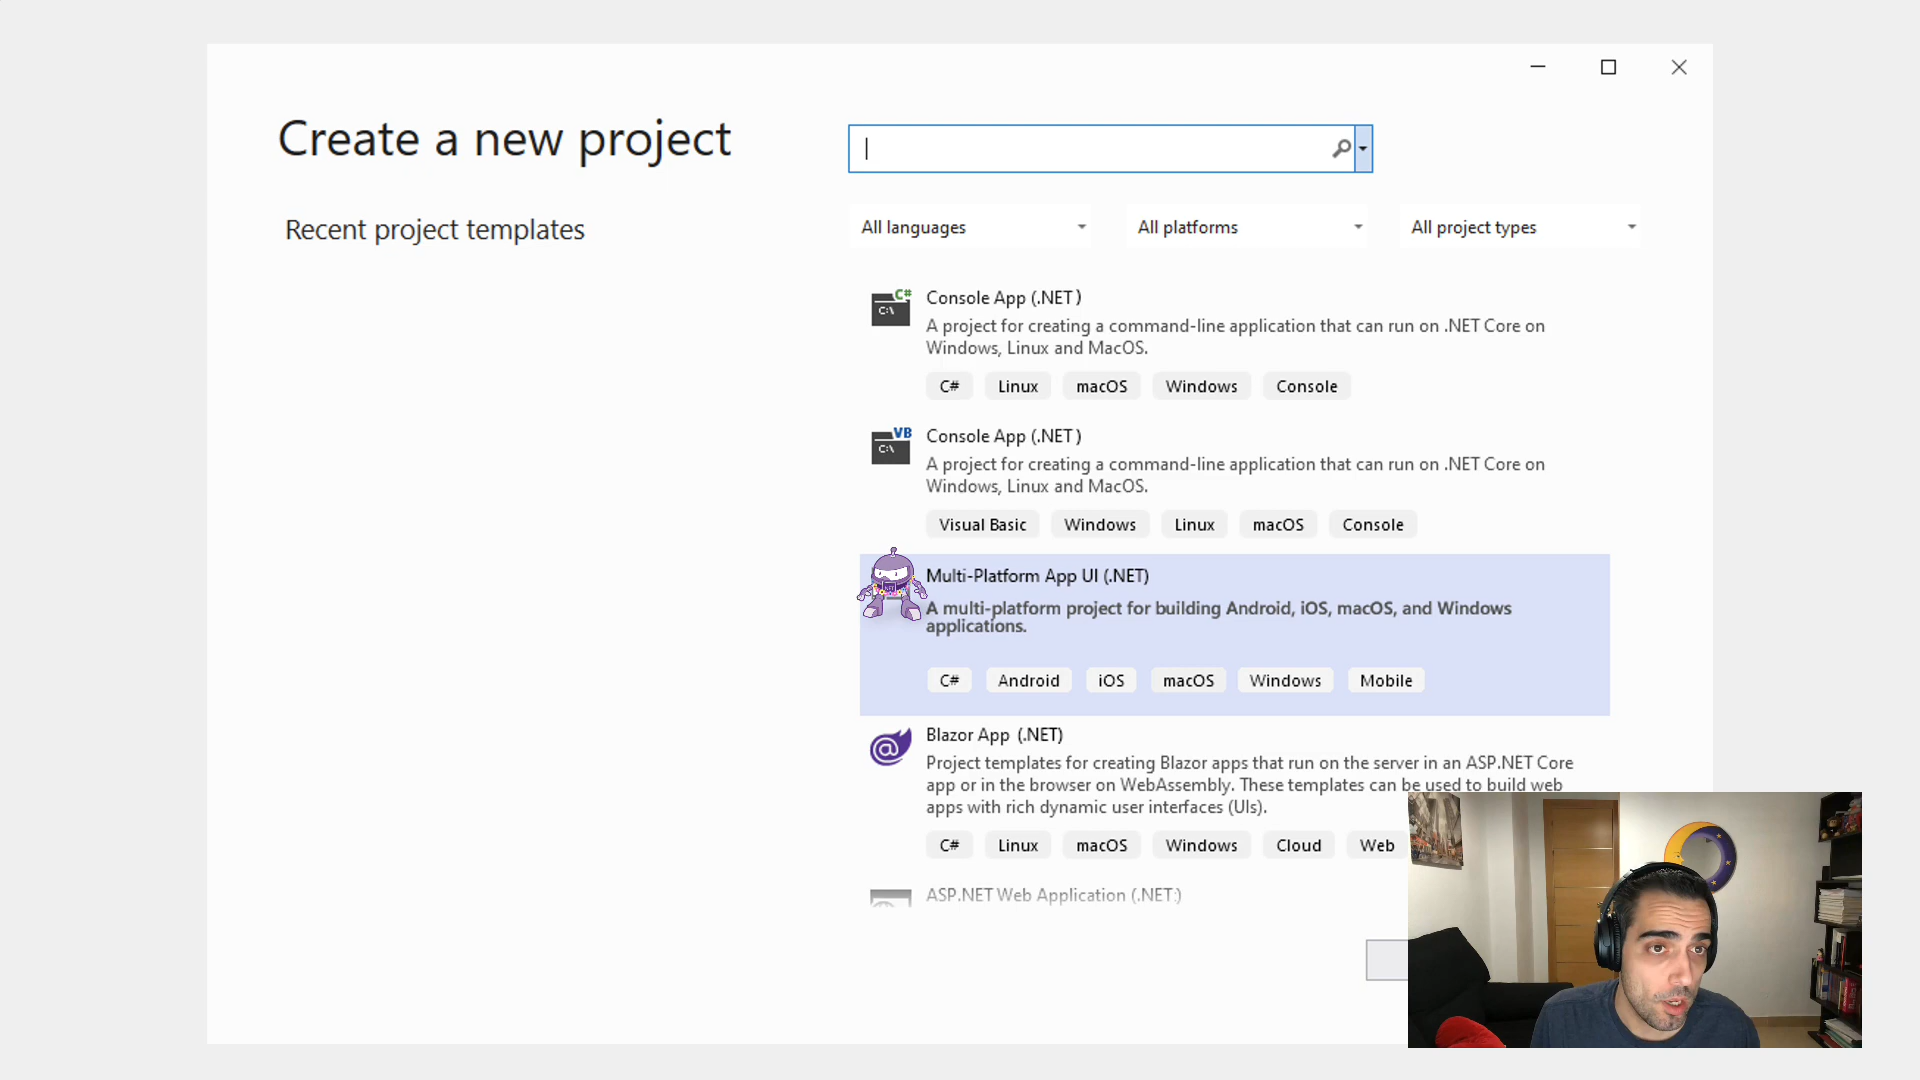 Create a new project
Recent project templates
All languages
All platforms
All project types
C#
C:\
Console App (.NET)
A project for creating a command-line application that can run on .NET Core on
Windows, Linux and MacOS.
C# Linux macOS Windows Console
VB
C:\
Console App (.NET)
A project for creating a command-line application that can run on .NET Core on
Windows, Linux and MacOS.
Visual Basic Windows Linux macOS Console
Multi-Platform App UI (.NET)
A multi-platform project for building Android, iOS, macOS, and Windows
applications.
C# Android iOS macOS Windows Mobile
@
Blazor App (.NET)
Project templates for creating Blazor apps that run on the server in an ASP.NET Core
app or in the browser on WebAssembly. These templates can be used to build web
apps with rich dynamic user interfaces (UIs).
C# Linux macOS Windows Cloud Web
ASP.NET Web Application (.NET:)